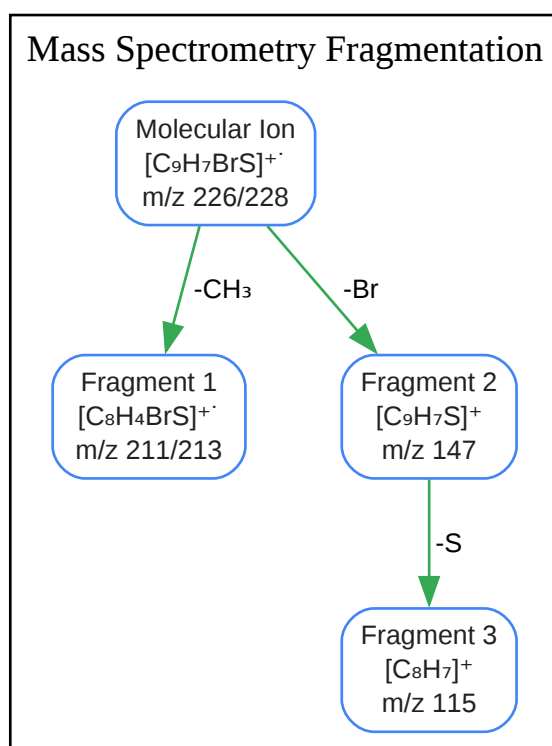 Mass Spectrometry Fragmentation
Molecular Ion
[C₉H₇BrS]⁺˙
m/z 226/228
-CH₃
-Br
Fragment 1
[C₈H₄BrS]⁺˙
m/z 211/213
Fragment 2
[C₉H₇S]⁺
m/z 147
-S
Fragment 3
[C₈H₇]⁺
m/z 115